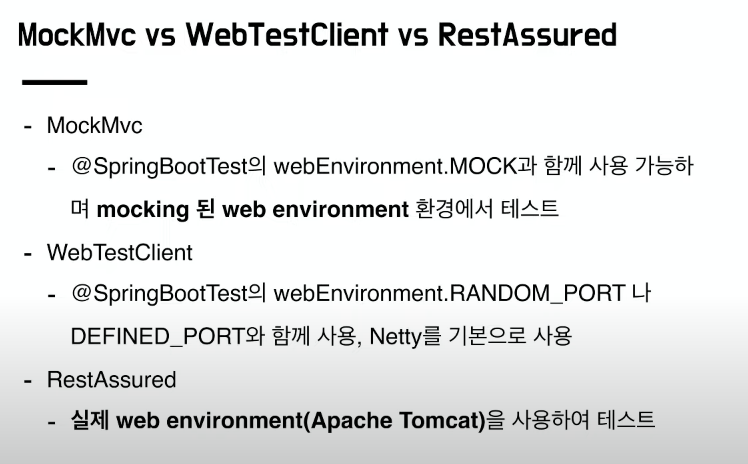 MockMvc vs WebTestClient vs RestAssured
- MockMvc
- @SpringBootTest의 webEnvironment.MOCK과 함께 사용 가능하
며 mocking 된 web environment 환경에서 테스트
- WebTestClient
- @SpringBootTest의 webEnvironment.RANDOM_PORT 나
DEFINED_PORT와 함께 사용, Netty를 기본으로 사용
- RestAssured
- 실제 web environment(Apache Tomcat)을 사용하여 테스트